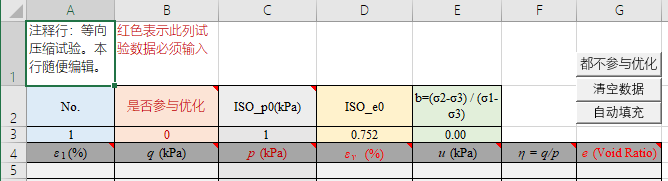 A B C D E F G
1 注释行：等向 红色表示此列试
压缩试验。本 验数据必须输入
行随便编辑。
都不参与优化
清空数据
自动填充
2 No. 是否参与优化 ISO_p0(kPa) ISO_e0 b=(σ2-σ3) / (σ1-
σ3)
3 1 0 1 0.752 0.00
4 ε1(%) q (kPa) p (kPa) εv (%) u (kPa) η = q/p e (Void Ratio)
5